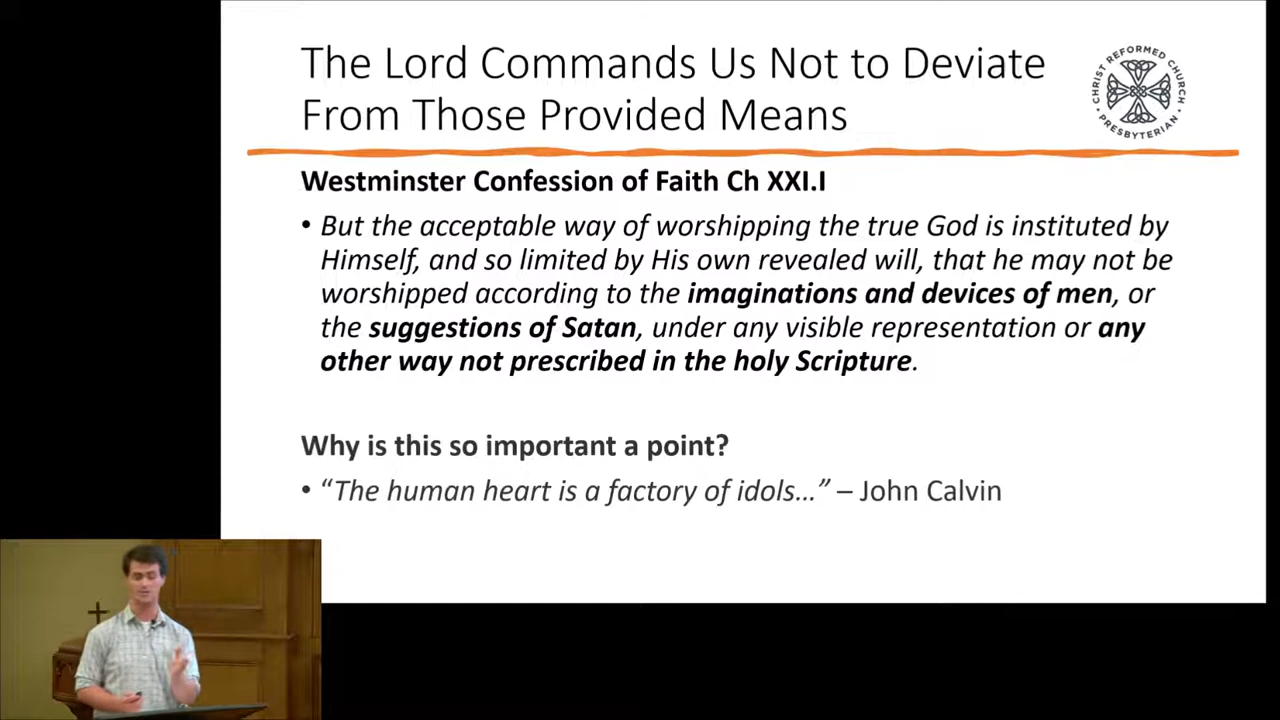 The Lord Commands Us Not to Deviate
From Those Provided Means
CHRIST REFORMED CHURCH
PRESBYTERIAN
Westminster Confession of Faith Ch XXI.I
• But the acceptable way of worshipping the true God is instituted by
Himself, and so limited by His own revealed will, that he may not be
worshipped according to the imaginations and devices of men, or
the suggestions of Satan, under any visible representation or any
other way not prescribed in the holy Scripture.
Why is this so important a point?
• “The human heart is a factory of idols…” – John Calvin